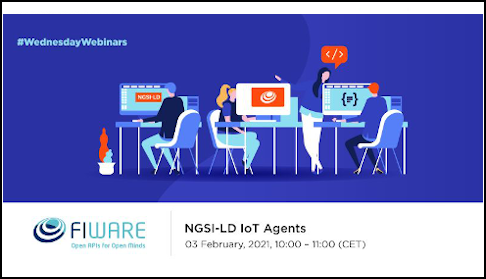 #WednesdayWebinars
</>
NGSI-LD
{ }
FIWARE
Open APIs for Open Minds
NGSI-LD IoT Agents
03 February, 2021, 10:00 – 11:00 (CET)